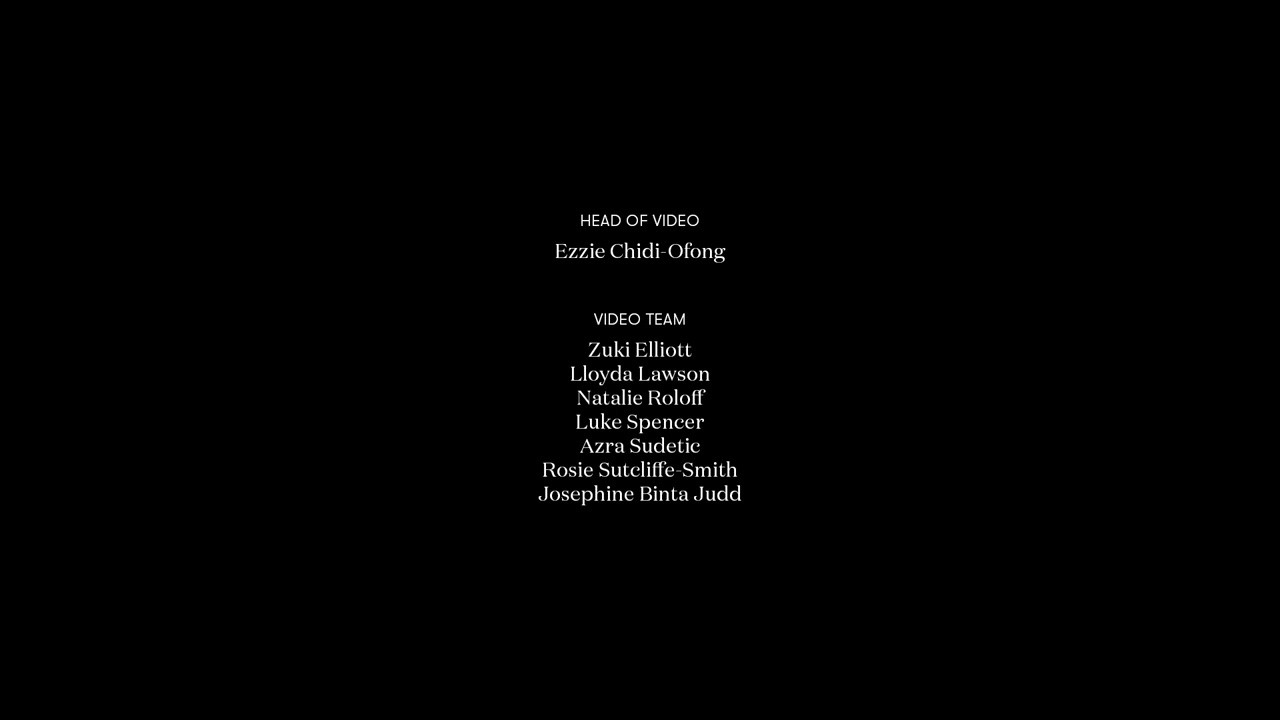 HEAD OF VIDEO
Ezzie Chidi-Ofong
VIDEO TEAM
Zuki Elliott
Lloyda Lawson
Natalie Roloff
Luke Spencer
Azra Sudetic
Rosie Sutcliffe-Smith
Josephine Binta Judd